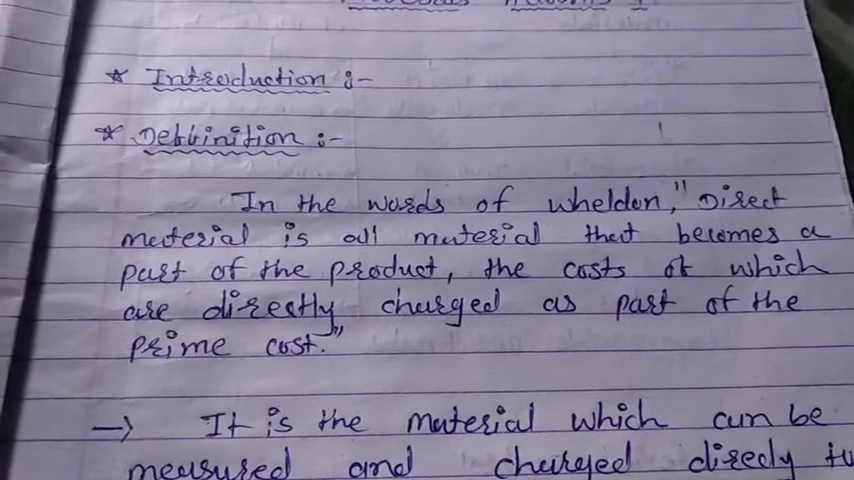 * Introduction :-
* Definition :-
In the words of wheldon, "Direct
material is all material that becomes a
part of the product, the costs of which
are directly charged as part of the
prime cost."
→ It is the material which can be
measured and charged direcly